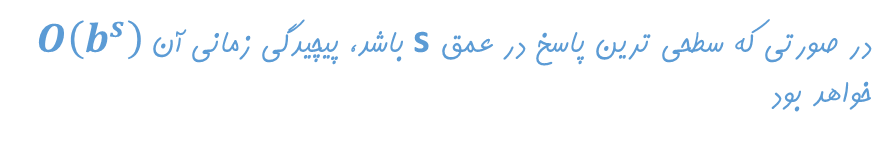 در صورتی که سطحی ترین پاسخ در عمق s باشد، پیچیدگی زمانی آن O(b^s)
خواهد بود